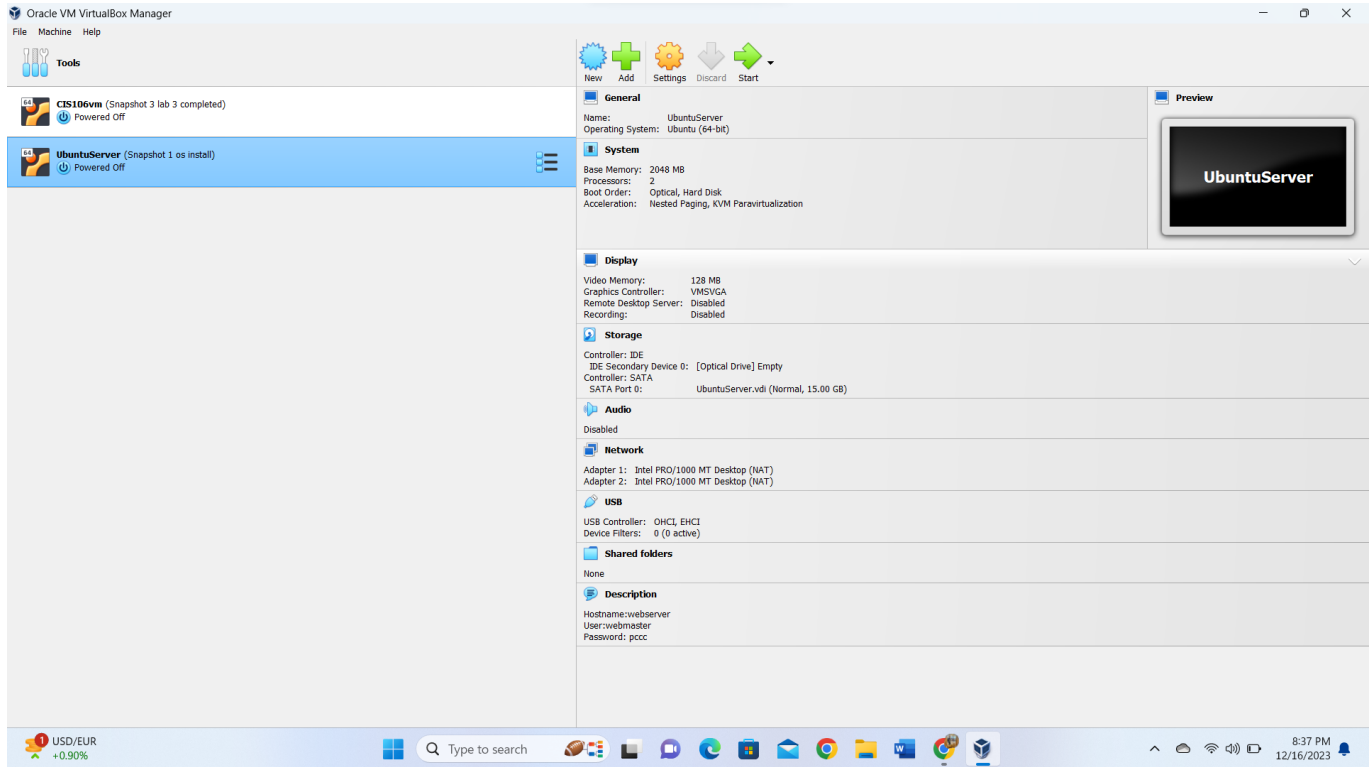 Oracle VM VirtualBox Manager
File Machine Help
Tools
New Add Settings Discard Start
64
CIS106vm (Snapshot 3 lab 3 completed)
Powered Off
64
UbuntuServer (Snapshot 1 os install)
Powered Off
General
Name: UbuntuServer
Operating System: Ubuntu (64-bit)
System
Base Memory: 2048 MB
Processors: 2
Boot Order: Optical, Hard Disk
Acceleration: Nested Paging, KVM Paravirtualization
Preview
UbuntuServer
Display
Video Memory: 128 MB
Graphics Controller: VMSVGA
Remote Desktop Server: Disabled
Recording: Disabled
Storage
Controller: IDE
IDE Secondary Device 0: [Optical Drive] Empty
Controller: SATA
SATA Port 0: UbuntuServer.vdi (Normal, 15.00 GB)
Audio
Disabled
Network
Adapter 1: Intel PRO/1000 MT Desktop (NAT)
Adapter 2: Intel PRO/1000 MT Desktop (NAT)
USB
USB Controller: OHCI, EHCI
Device Filters: 0 (0 active)
Shared folders
None
Description
Hostname:webserver
User:webmaster
Password: pccc
1
USD/EUR
+0.90%
Type to search
W
8:37 PM
12/16/2023